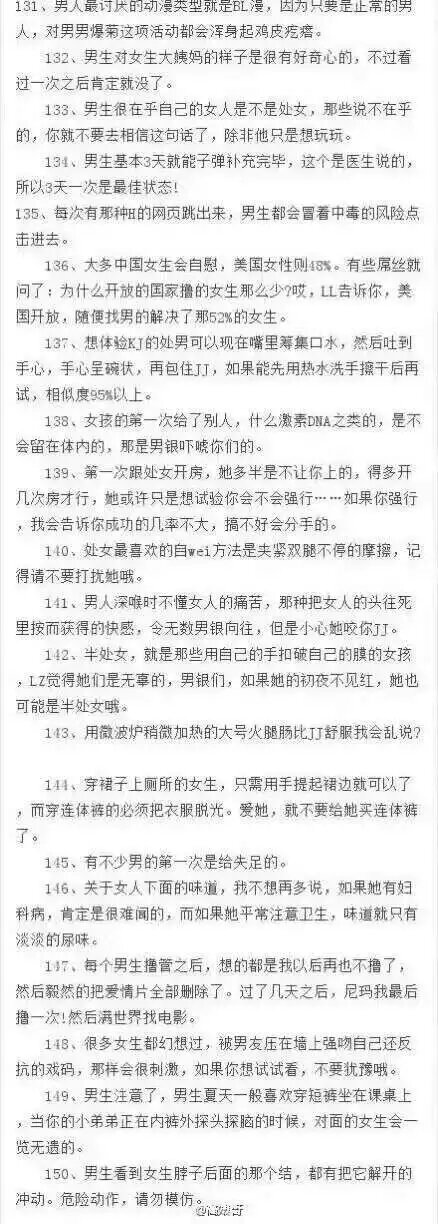 131、男人最讨厌的动漫类型就是BL漫，因为只要是正常的男
人，对男男爆菊这项活动都会浑身起鸡皮疙瘩。
132、男生对女生大姨妈的样子是很有好奇心的，不过看
过一次之后肯定就没了。
133、男生很在乎自己的女人是不是处女，那些说不在乎
的，你就不要去相信这句话了，除非他只是想玩玩。
134、男生基本3天就能子弹补充完毕，这个是医生说的，
所以3天一次是最佳状态!
135、每次有那种H的网页跳出来，男生都会冒着中毒的风险点
击进去。
136、大多中国女生会自慰，美国女性则48%。有些屌丝就
问了：为什么开放的国家撸的女生那么少?哎，LL告诉你，美
国开放，随便找男的解决了那52%的女生。
137、想体验KJ的处男可以现在嘴里筹集口水，然后吐到
手心，手心呈碗状，再包住JJ，如果能先用热水洗手擦干后再
试，相似度95%以上。
138、女孩的第一次给了别人，什么激素DNA之类的，是不
会留在体内的，那是男银吓唬你们的。
139、第一次跟处女开房，她多半是不让你上的，得多开
几次房才行，她或许只是想试验你会不会强行……如果你强行
，我会告诉你成功的几率不大，搞不好会分手的。
140、处女最喜欢的自wei方法是夹紧双腿不停的摩擦，记
得请不要打扰她哦。
141、男人深喉时不懂女人的痛苦，那种把女人的头往死
里按而获得的快感，令无数男银向往，但是小心她咬你JJ。
142、半处女，就是那些用自己的手扣破自己的膜的女孩
，LZ觉得她们是无辜的，男银们，如果她的初夜不见红，她也
可能是半处女哦。
143、用微波炉稍微加热的大号火腿肠比JJ舒服我会乱说?
144、穿裙子上厕所的女生，只需用手提起裙边就可以了
，而穿连体裤的必须把衣服脱光。爱她，就不要给她买连体裤
了。
145、有不少男的第一次是给失足的。
146、关于女人下面的味道，我不想再多说，如果她有妇
科病，肯定是很难闻的，而如果她平常注意卫生，味道就只有
淡淡的尿味。
147、每个男生撸管之后，想的都是我以后再也不撸了，
然后毅然的把爱情片全部删除了。过了几天之后，尼玛我最后
撸一次!然后满世界找电影。
148、很多女生都幻想过，被男友压在墙上强吻自己还反
抗的戏码，那样会很刺激，如果你想试试看，不要犹豫哦。
149、男生注意了，男生夏天一般喜欢穿短裤坐在课桌上
，当你的小弟弟正在内裤外探头探脑的时候，对面的女生会一
览无遗的。
150、男生看到女生脖子后面的那个结，都有把它解开的
冲动。危险动作，请勿模仿。